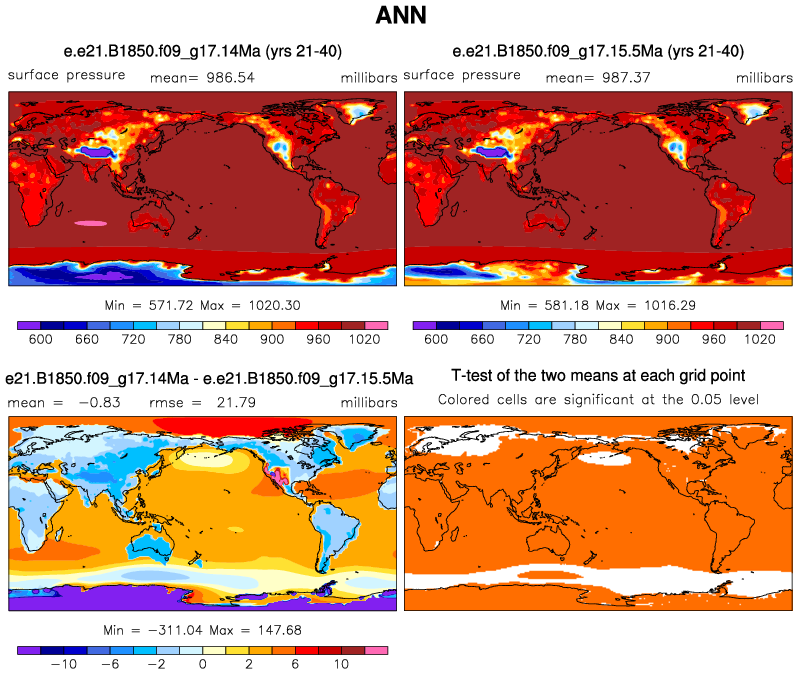 ANN
e.e21.B1850.f09_g17.14Ma (yrs 21-40)
surface pressure mean= 986.54 millibars
e.e21.B1850.f09_g17.15.5Ma (yrs 21-40)
surface pressure mean= 987.37 millibars
Min = 571.72 Max = 1020.30
600 660 720 780 840 900 960 1020
Min = 581.18 Max = 1016.29
600 660 720 780 840 900 960 1020
e21.B1850.f09_g17.14Ma - e.e21.B1850.f09_g17.15.5Ma
mean = -0.83 rmse = 21.79 millibars
T-test of the two means at each grid point
Colored cells are significant at the 0.05 level
Min = -311.04 Max = 147.68
-10 -6 -2 0 2 6 10